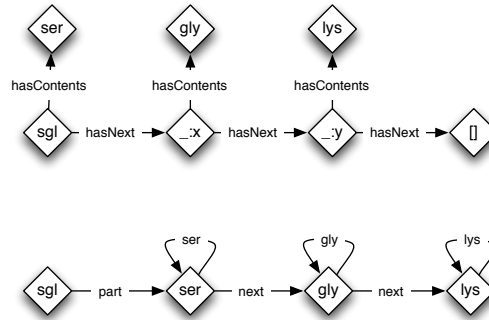 ser gly lys
hasContents hasContents hasContents
sgl hasNext _:x hasNext _:y hasNext []
ser gly lys
sgl part ser next gly next lys